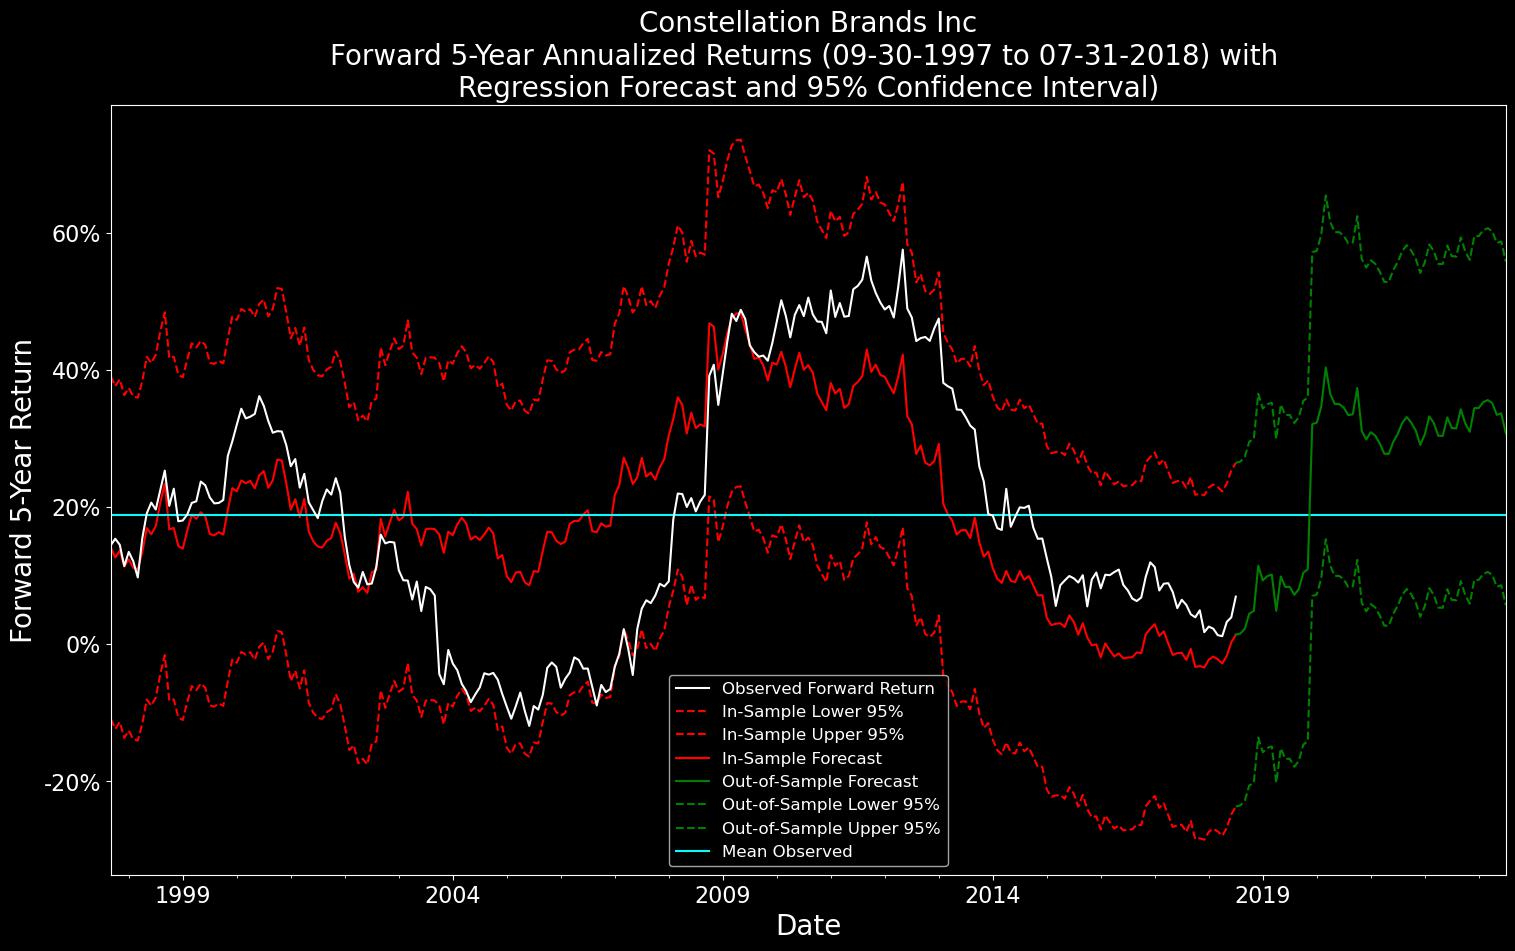 Constellation Brands Inc
Forward 5-Year Annualized Returns (09-30-1997 to 07-31-2018) with
Regression Forecast and 95% Confidence Interval)
Forward 5-Year Return
60%
40%
20%
0%
-20%
Observed Forward Return
In-Sample Lower 95%
In-Sample Upper 95%
In-Sample Forecast
Out-of-Sample Forecast
Out-of-Sample Lower 95%
Out-of-Sample Upper 95%
Mean Observed
1999
2004
2009
2014
2019
Date